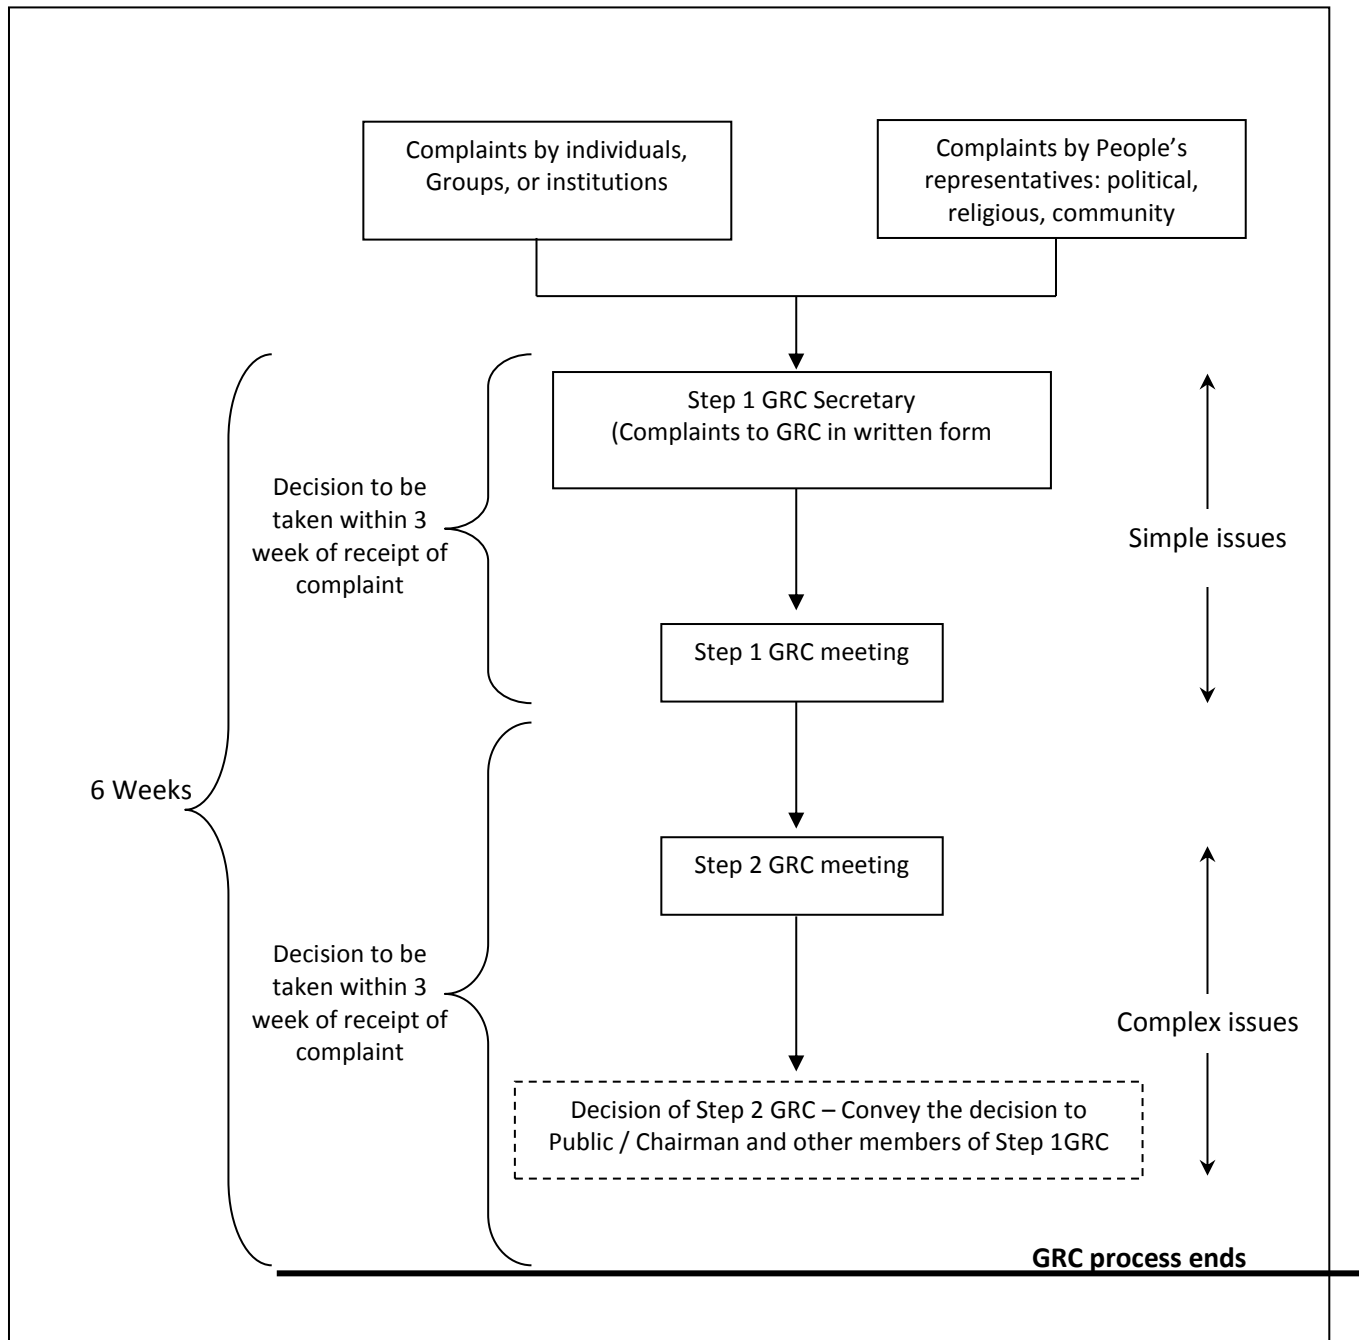 Complaints by individuals,
Groups, or institutions
Complaints by People’s
representatives: political,
religious, community
Step 1 GRC Secretary
(Complaints to GRC in written form
Decision to be
taken within 3
week of receipt of
complaint
Simple issues
Step 1 GRC meeting
6 Weeks
Step 2 GRC meeting
Decision to be
taken within 3
week of receipt of
complaint
Complex issues
Decision of Step 2 GRC – Convey the decision to
Public / Chairman and other members of Step 1GRC
GRC process ends